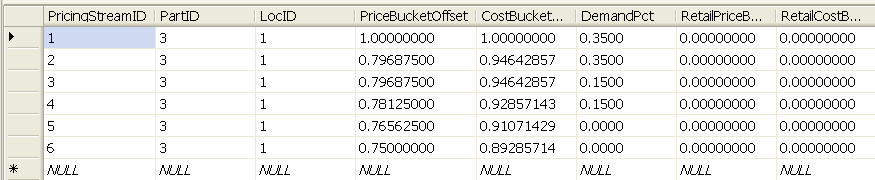 PricingStreamID PartID LocID PriceBucketOffset CostBucket... DemandPct RetailPriceB... RetailCostB...
1 3 1 1.00000000 1.00000000 0.3500 0.00000000 0.00000000
2 3 1 0.79687500 0.94642857 0.3500 0.00000000 0.00000000
3 3 1 0.79687500 0.94642857 0.1500 0.00000000 0.00000000
4 3 1 0.78125000 0.92857143 0.1500 0.00000000 0.00000000
5 3 1 0.76562500 0.91071429 0.0000 0.00000000 0.00000000
6 3 1 0.75000000 0.89285714 0.0000 0.00000000 0.00000000
NULL NULL NULL NULL NULL NULL NULL NULL